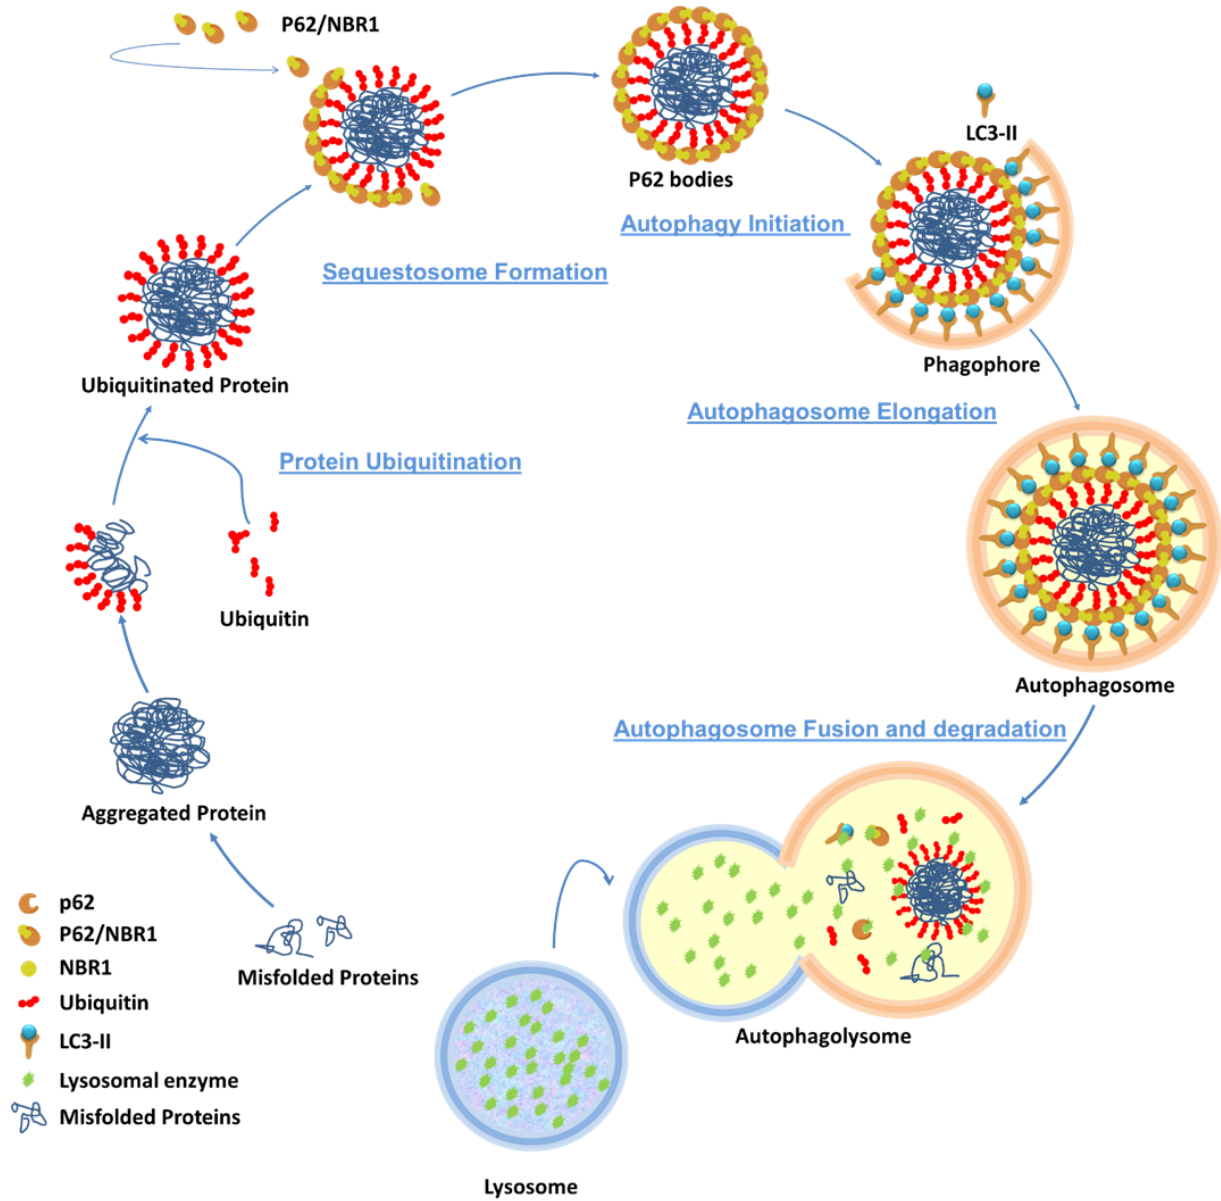 P62/NBR1
P62 bodies
LC3-II
Autophagy Initiation
Sequestosome Formation
Phagophore
Ubiquitinated Protein
Autophagosome Elongation
Protein Ubiquitination
Ubiquitin
Autophagosome
Autophagosome Fusion and degradation
Aggregated Protein
p62
P62/NBR1
NBR1
Ubiquitin
LC3-II
Lysosomal enzyme
Misfolded Proteins
Misfolded Proteins
Autophagolysome
Lysosome